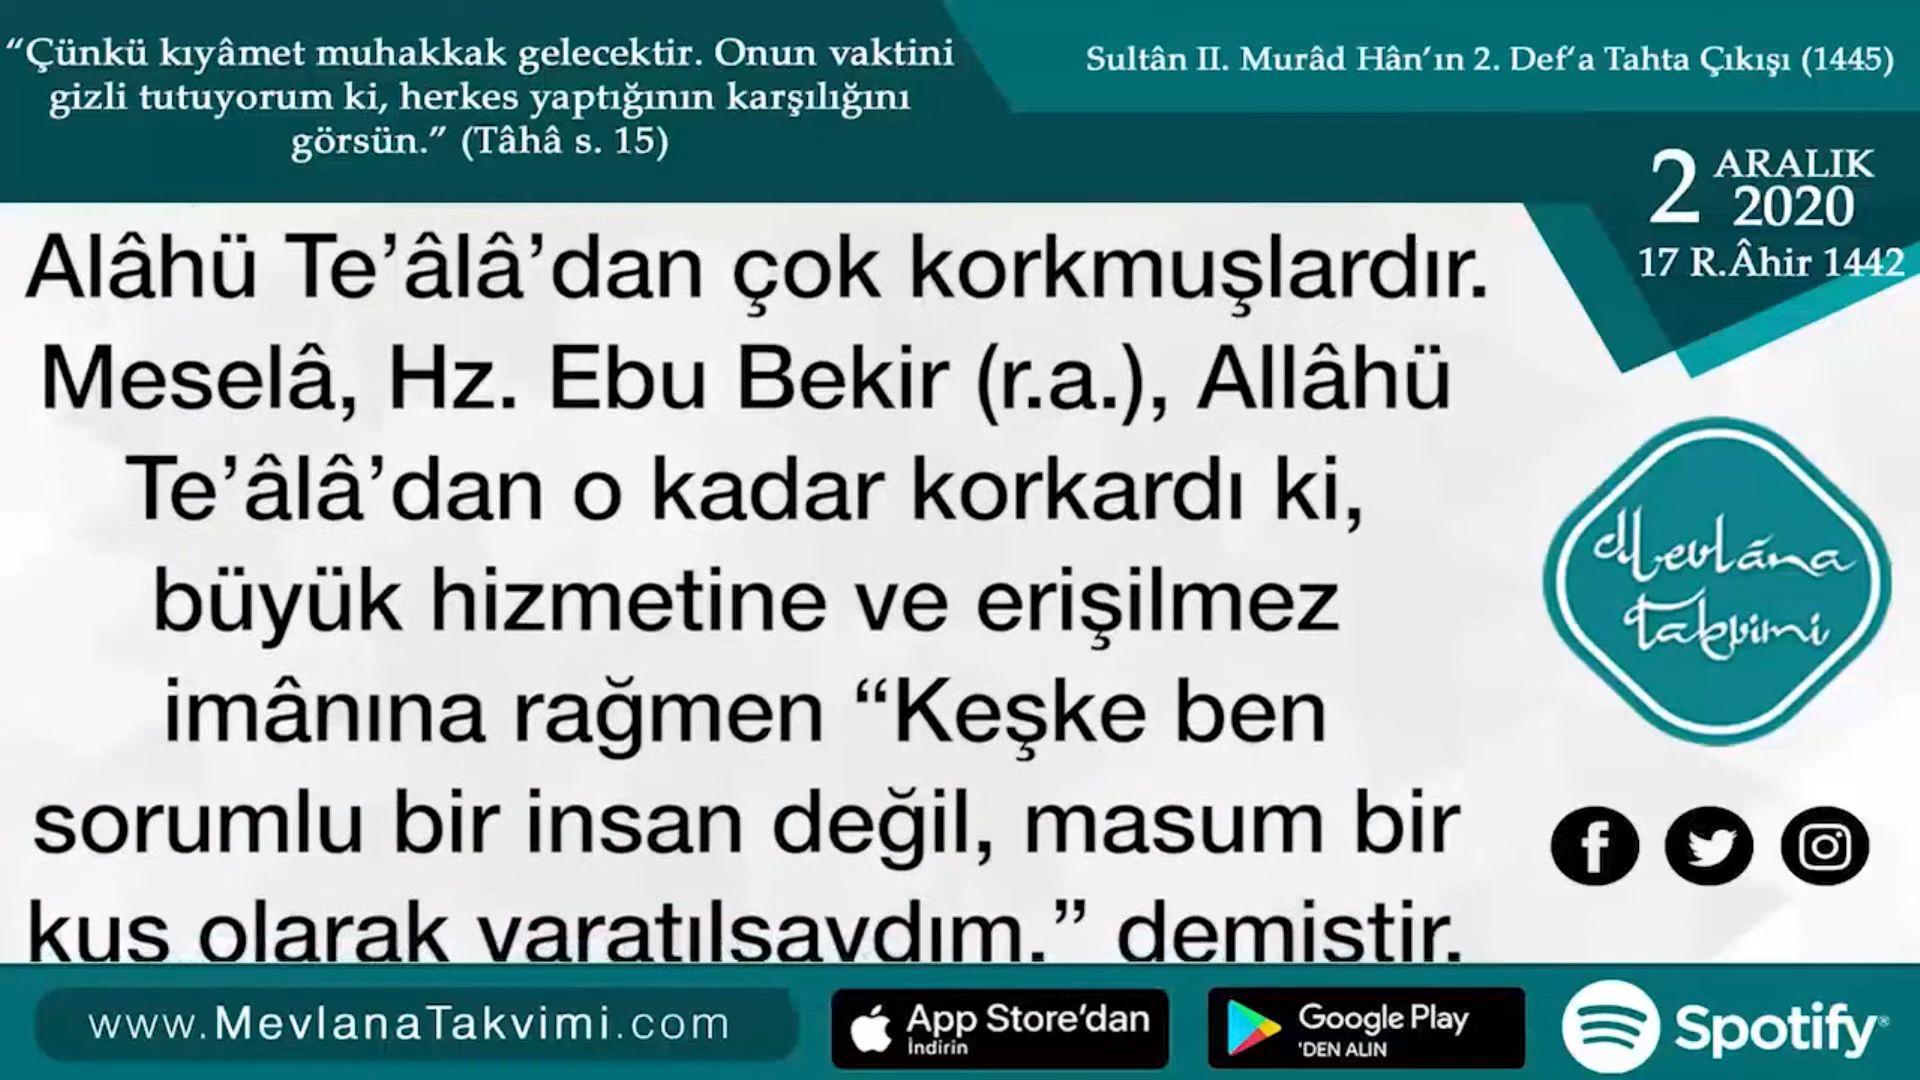 “Çünkü kıyâmet muhakkak gelecektir. Onun vaktini
gizli tutuyorum ki, herkes yaptığının karşılığını
görsün.” (Tâhâ s. 15)
Sultân II. Murâd Hân’ın 2. Def‘a Tahta Çıkışı (1445)
2 ARALIK
2020
17 R.Âhir 1442
Alâhü Te’âlâ’dan çok korkmuşlardır.
Meselâ, Hz. Ebu Bekir (r.a.), Allâhü
Te’âlâ’dan o kadar korkardı ki,
büyük hizmetine ve erişilmez
imânına rağmen “Keşke ben
sorumlu bir insan değil, masum bir
kuş olarak yaratılsaydım.” demiştir.
Mevlâna
Takvimi
www.MevlanaTakvimi.com
App Store’dan
İndirin
Google Play
'DEN ALIN
Spotify